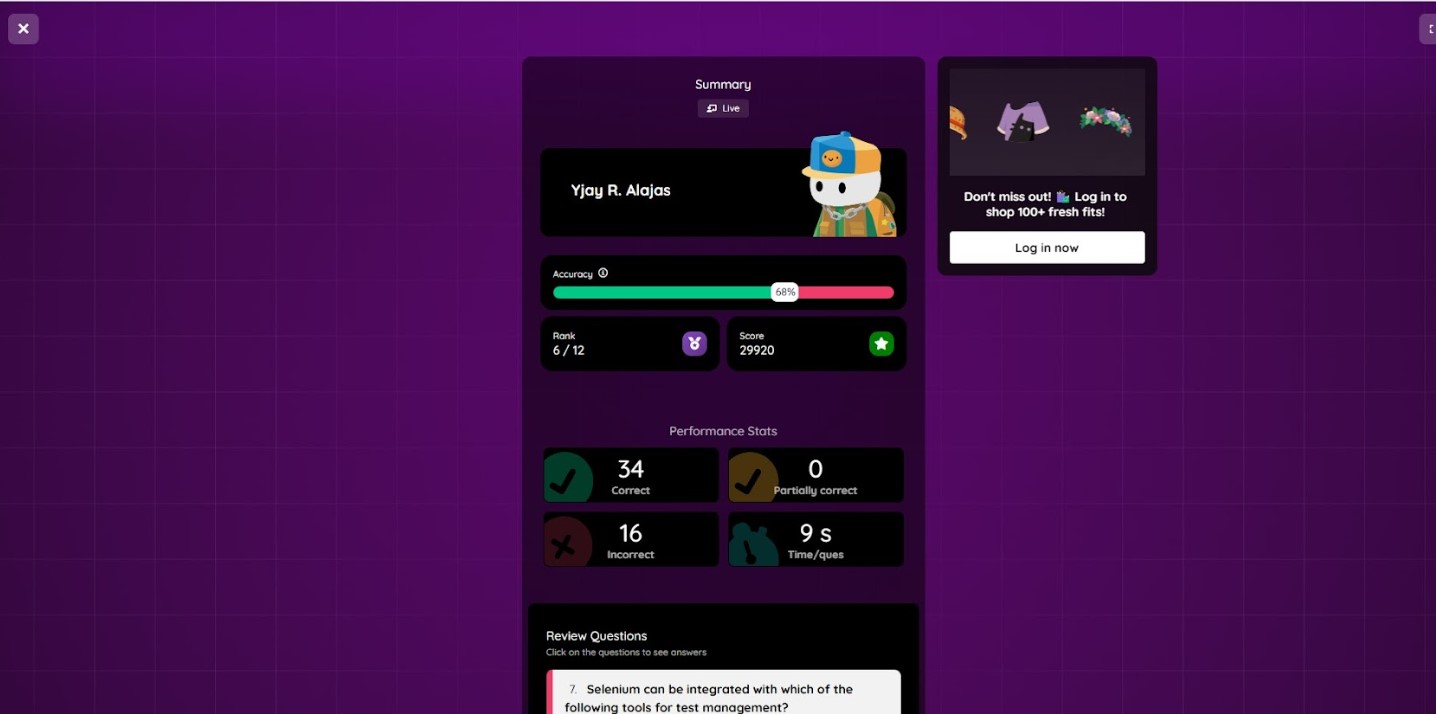 Summary
Live
Yjay R. Alajas
Accuracy
68%
Rank
6 / 12
Score
29920
Performance Stats
34
Correct
0
Partially correct
16
Incorrect
9 s
Time/ques
Review Questions
Click on the questions to see answers
7. Selenium can be integrated with which of the
following tools for test management?
Don't miss out! 🛍️ Log in to
shop 100+ fresh fits!
Log in now